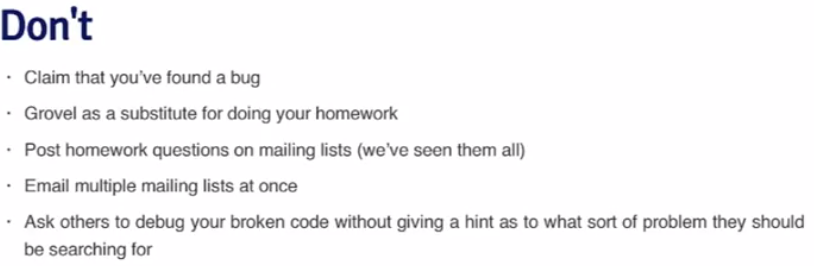 Don't
· Claim that you've found a bug
· Grovel as a substitute for doing your homework
· Post homework questions on mailing lists (we've seen them all)
· Email multiple mailing lists at once
· Ask others to debug your broken code without giving a hint as to what sort of problem they should
be searching for